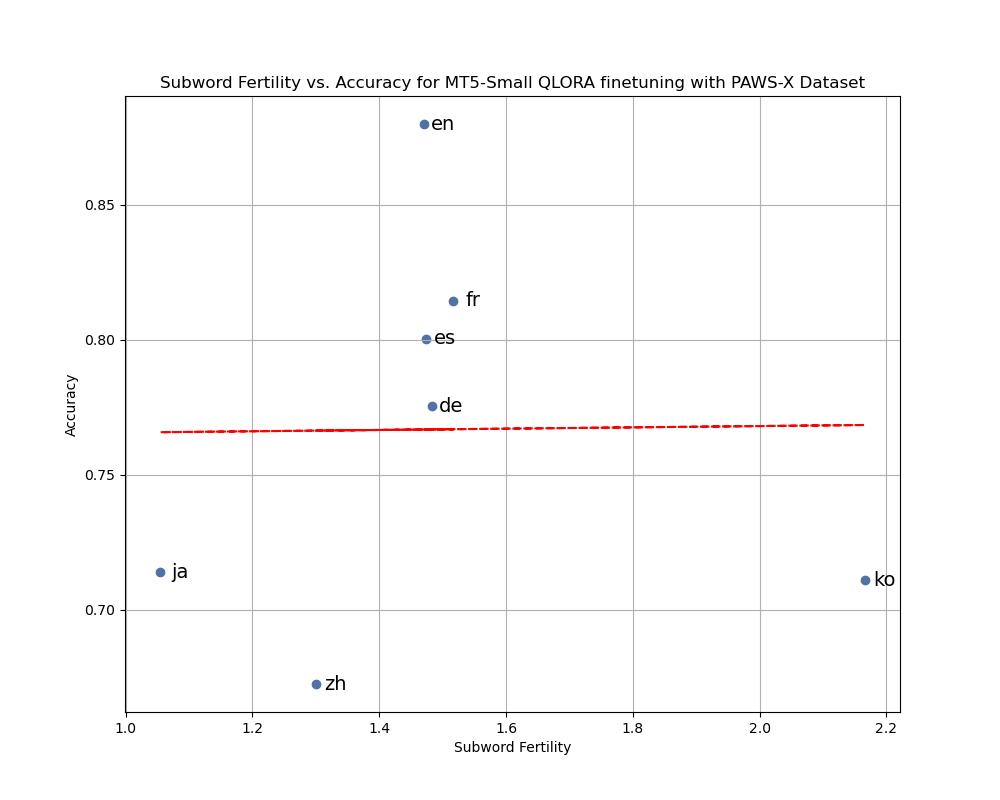 Subword Fertility vs. Accuracy for MT5-Small QLORA finetuning with PAWS-X Dataset
en
0.85
fr
0.80
es
de
Accuracy
0.75
ja
ko
0.70
zh
1.0 1.2 1.4 1.6 1.8 2.0 2.2
Subword Fertility